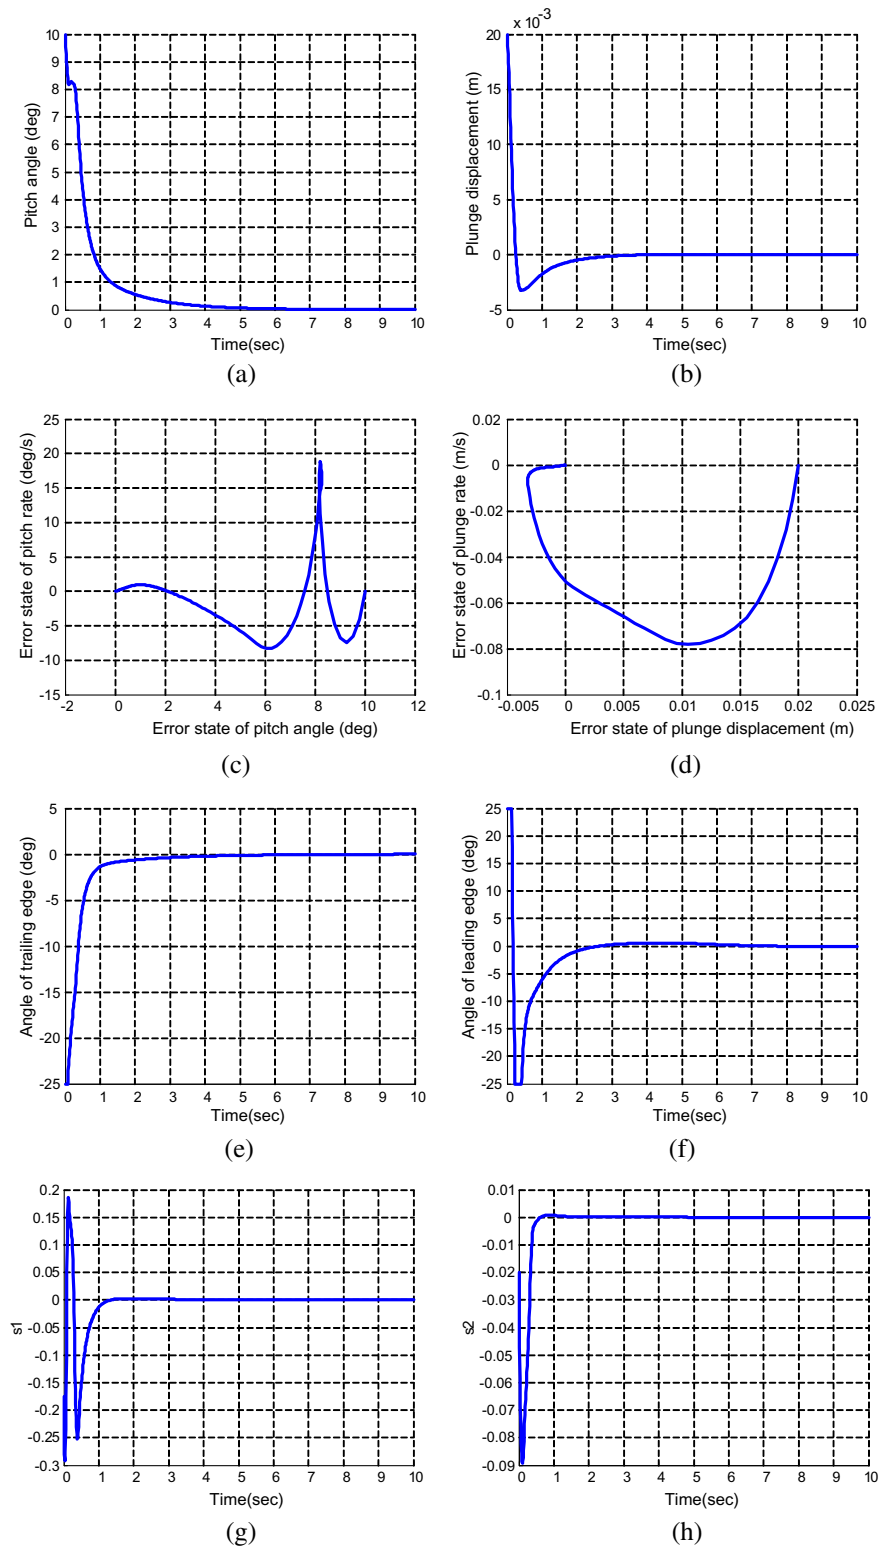 10
9
8
7
6
5
4
3
2
1
0
Pitch angle (deg)
0 1 2 3 4 5 6 7 8 9 10
Time(sec)
(a)
x 10-3
20
15
10
5
0
-5
Plunge displacement (m)
0 1 2 3 4 5 6 7 8 9 10
Time(sec)
(b)
25
20
15
10
5
0
-5
-10
-15
Error state of pitch rate (deg/s)
-2 0 2 4 6 8 10 12
Error state of pitch angle (deg)
(c)
0.02
0
-0.02
-0.04
-0.06
-0.08
-0.1
Error state of plunge rate (m/s)
-0.005 0 0.005 0.01 0.015 0.02 0.025
Error state of plunge displacement (m)
(d)
5
0
-5
-10
-15
-20
-25
Angle of trailing edge (deg)
0 1 2 3 4 5 6 7 8 9 10
Time(sec)
(e)
25
20
15
10
5
0
-5
-10
-15
-20
-25
Angle of leading edge (deg)
0 1 2 3 4 5 6 7 8 9 10
Time(sec)
(f)
0.2
0.15
0.1
0.05
0
-0.05
-0.1
-0.15
-0.2
-0.25
-0.3
s1
0 1 2 3 4 5 6 7 8 9 10
Time(sec)
(g)
0.01
0
-0.01
-0.02
-0.03
-0.04
-0.05
-0.06
-0.07
-0.08
-0.09
s2
0 1 2 3 4 5 6 7 8 9 10
Time(sec)
(h)